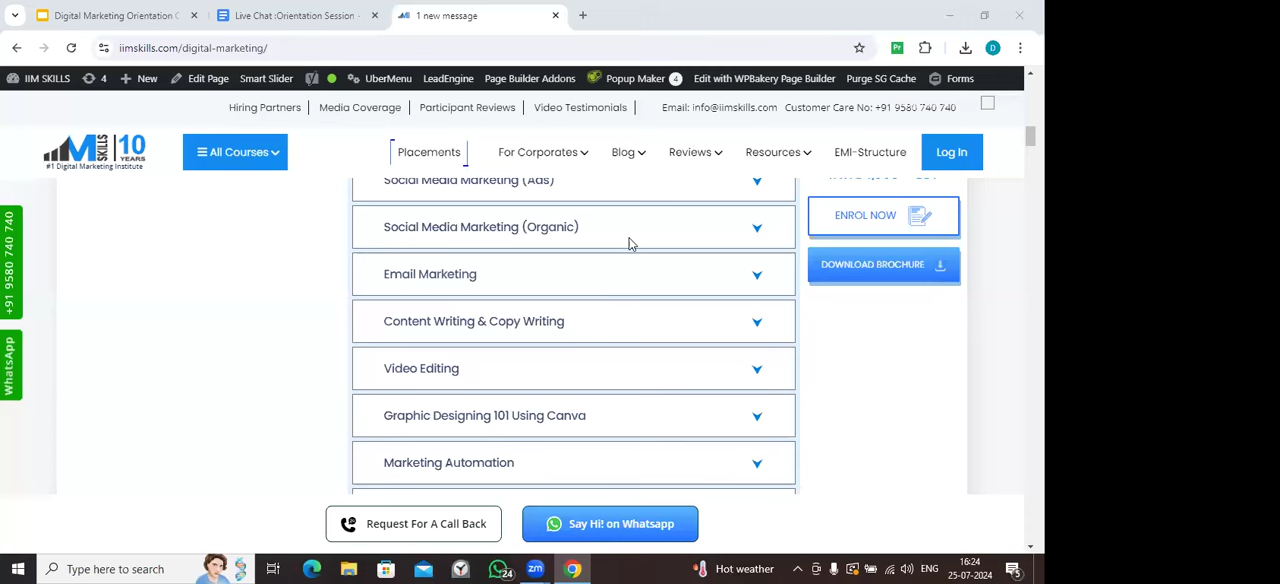 Digital Marketing Orientation C
Live Chat :Orientation Session -
1 new message
iimskills.com/digital-marketing/
Pr
D
IIM SKILLS
4
New
Edit Page
Smart Slider
UberMenu
LeadEngine
Page Builder Addons
Popup Maker 4
Edit with WPBakery Page Builder
Purge SG Cache
Forms
Hiring Partners
Media Coverage
Participant Reviews
Video Testimonials
Email: info@iimskills.com
Customer Care No: +91 9580 740 740
IIM SKILLS 10 YEARS
#1 Digital Marketing Institute
All Courses
Placements
For Corporates
Blog
Reviews
Resources
EMI-Structure
Log In
Social Media Marketing (Ads)
Social Media Marketing (Organic)
Email Marketing
Content Writing & Copy Writing
Video Editing
Graphic Designing 101 Using Canva
Marketing Automation
ENROL NOW
DOWNLOAD BROCHURE
+91 9580 740 740
WhatsApp
Request For A Call Back
Say Hi! on Whatsapp
Type here to search
24
zm
Hot weather
ENG
16:24
25-07-2024
5